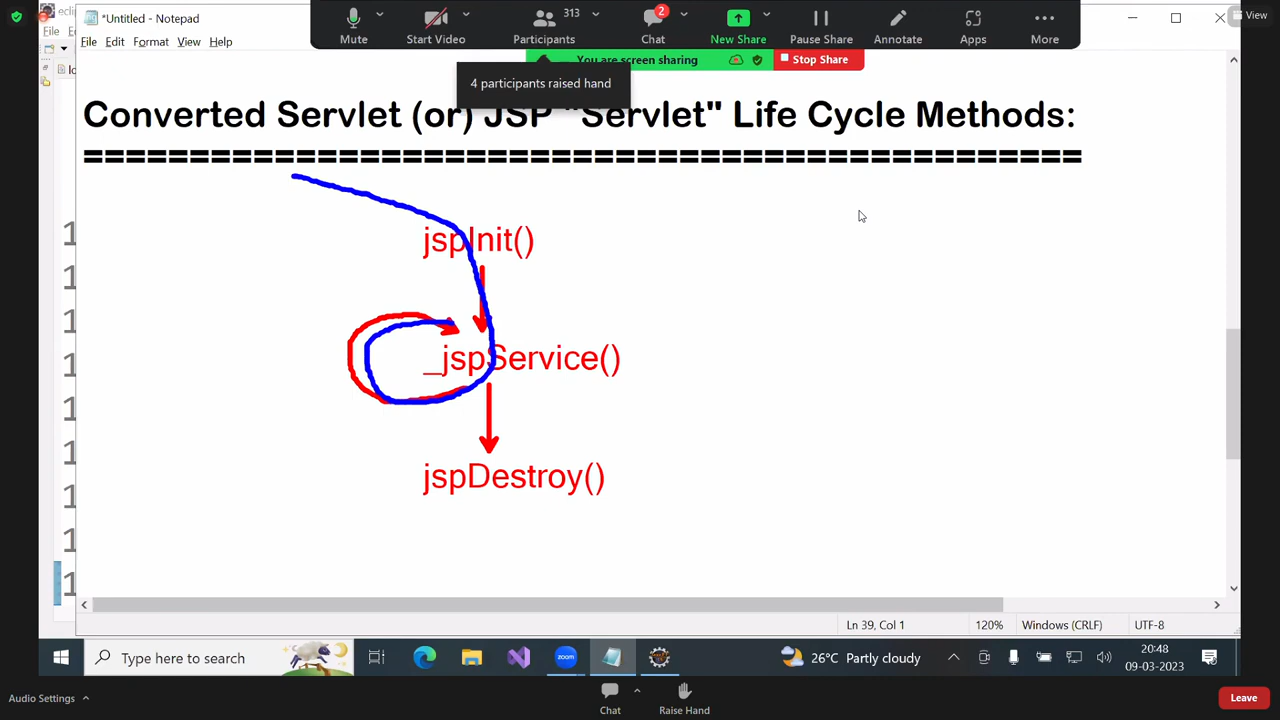 eclip
*Untitled - Notepad
File Edit Format View Help
Mute Start Video Participants 313 Chat 2 New Share Pause Share Annotate Apps More
View
You are screen sharing Stop Share
4 participants raised hand
Converted Servlet (or) JSP "Servlet" Life Cycle Methods:
=================================================
jspInit()
_jspService()
jspDestroy()
Ln 39, Col 1 120% Windows (CRLF) UTF-8
Type here to search
26°C Partly cloudy
20:48
09-03-2023
Audio Settings
Chat
Raise Hand
Leave